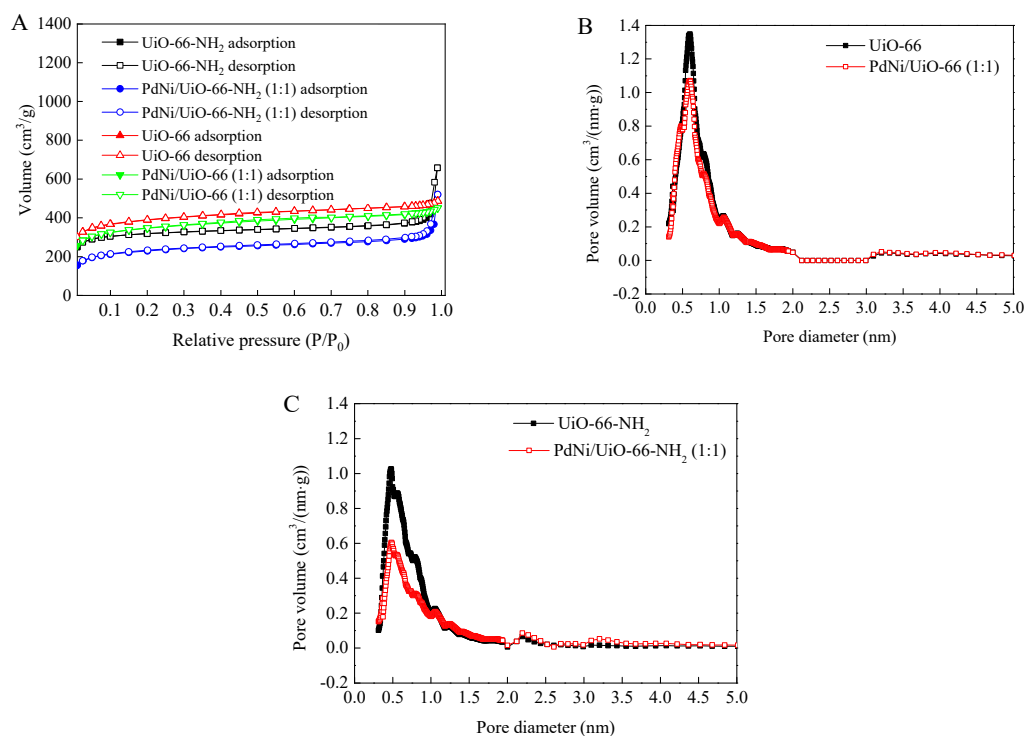 A
1400
1200
1000
800
600
400
200
0
Volume (cm³/g)
UiO-66-NH₂ adsorption
UiO-66-NH₂ desorption
PdNi/UiO-66-NH₂ (1:1) adsorption
PdNi/UiO-66-NH₂ (1:1) desorption
UiO-66 adsorption
UiO-66 desorption
PdNi/UiO-66 (1:1) adsorption
PdNi/UiO-66 (1:1) desorption
0.1 0.2 0.3 0.4 0.5 0.6 0.7 0.8 0.9 1.0
Relative pressure (P/P₀)
B
1.4
1.2
1.0
0.8
0.6
0.4
0.2
0.0
-0.2
Pore volume (cm³/(nm·g))
UiO-66
PdNi/UiO-66 (1:1)
0.0 0.5 1.0 1.5 2.0 2.5 3.0 3.5 4.0 4.5 5.0
Pore diameter (nm)
C
1.4
1.2
1.0
0.8
0.6
0.4
0.2
0.0
-0.2
Pore volume (cm³/(nm·g))
UiO-66-NH₂
PdNi/UiO-66-NH₂ (1:1)
0.0 0.5 1.0 1.5 2.0 2.5 3.0 3.5 4.0 4.5 5.0
Pore diameter (nm)